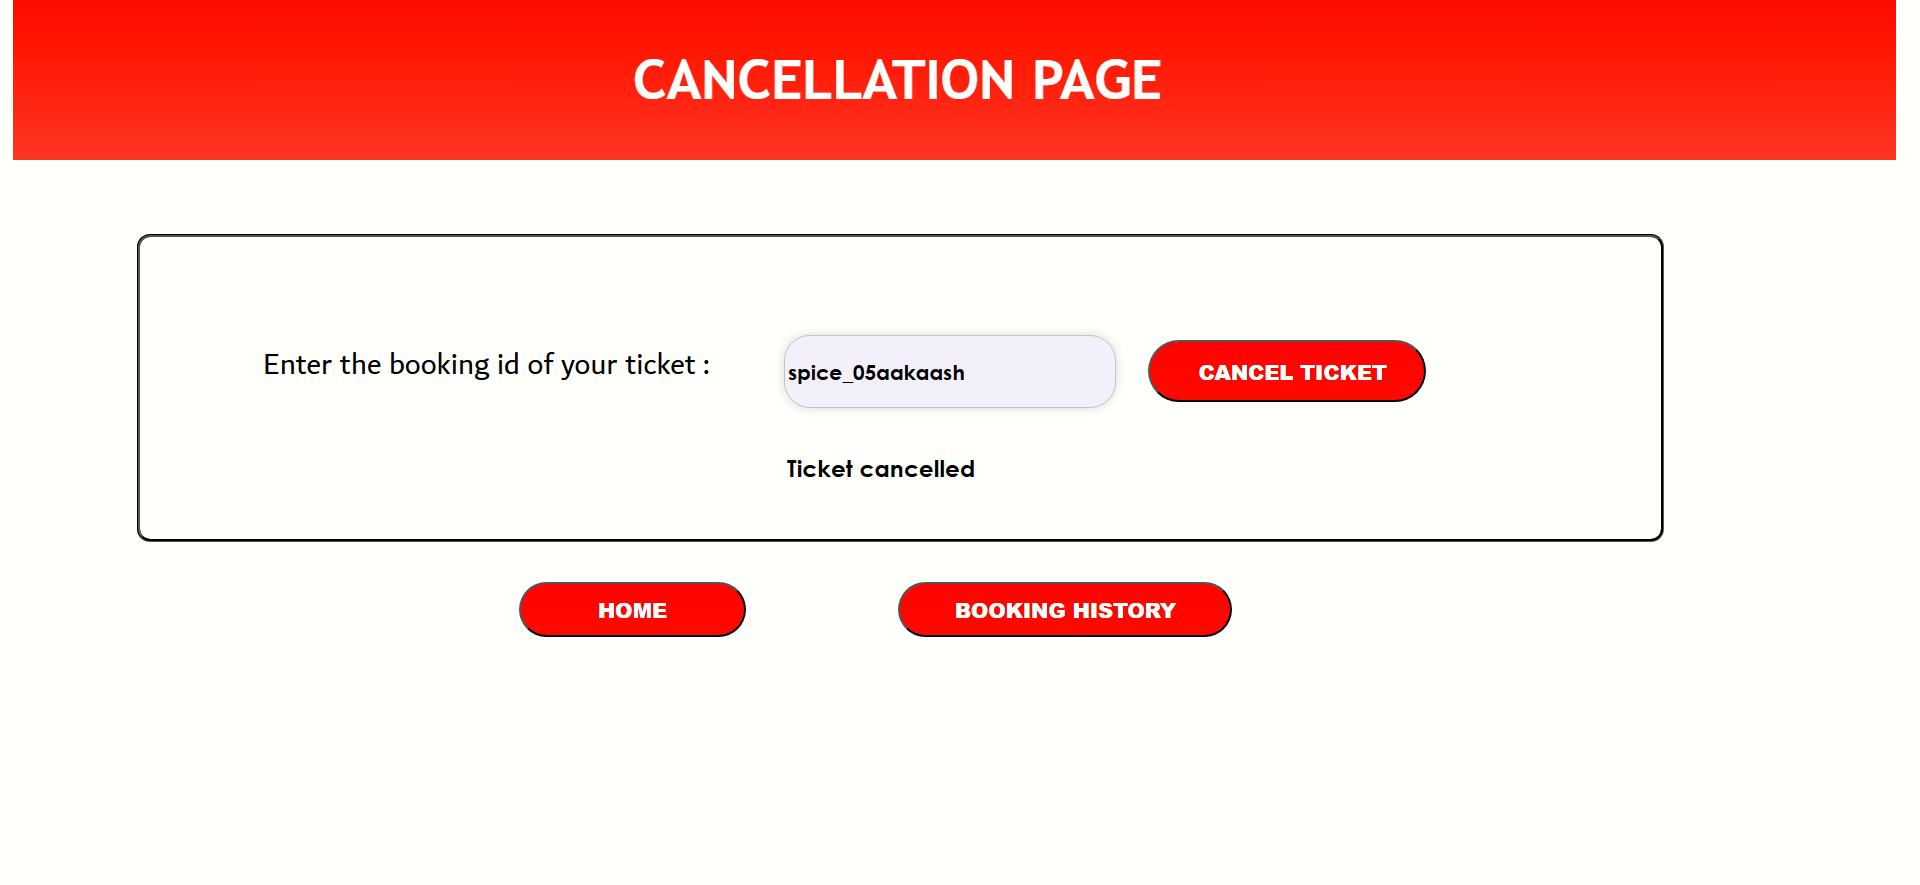 CANCELLATION PAGE
Enter the booking id of your ticket :
spice_05aakaash
CANCEL TICKET
Ticket cancelled
HOME
BOOKING HISTORY